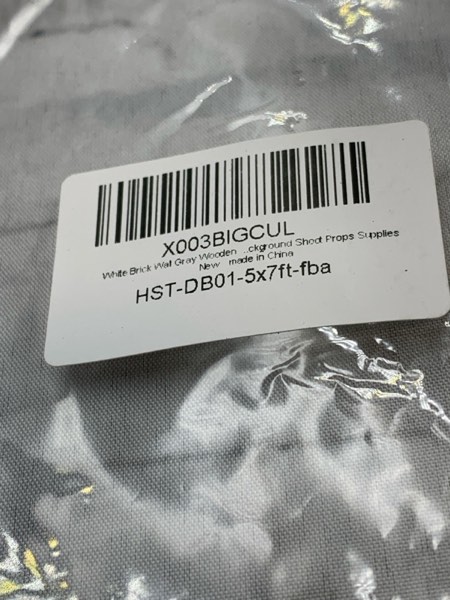 X003BIGCUL
White Brick Wall Gray Wooden ...ckground Shoot Props Supplies
New made in China
HST-DB01-5x7ft-fba